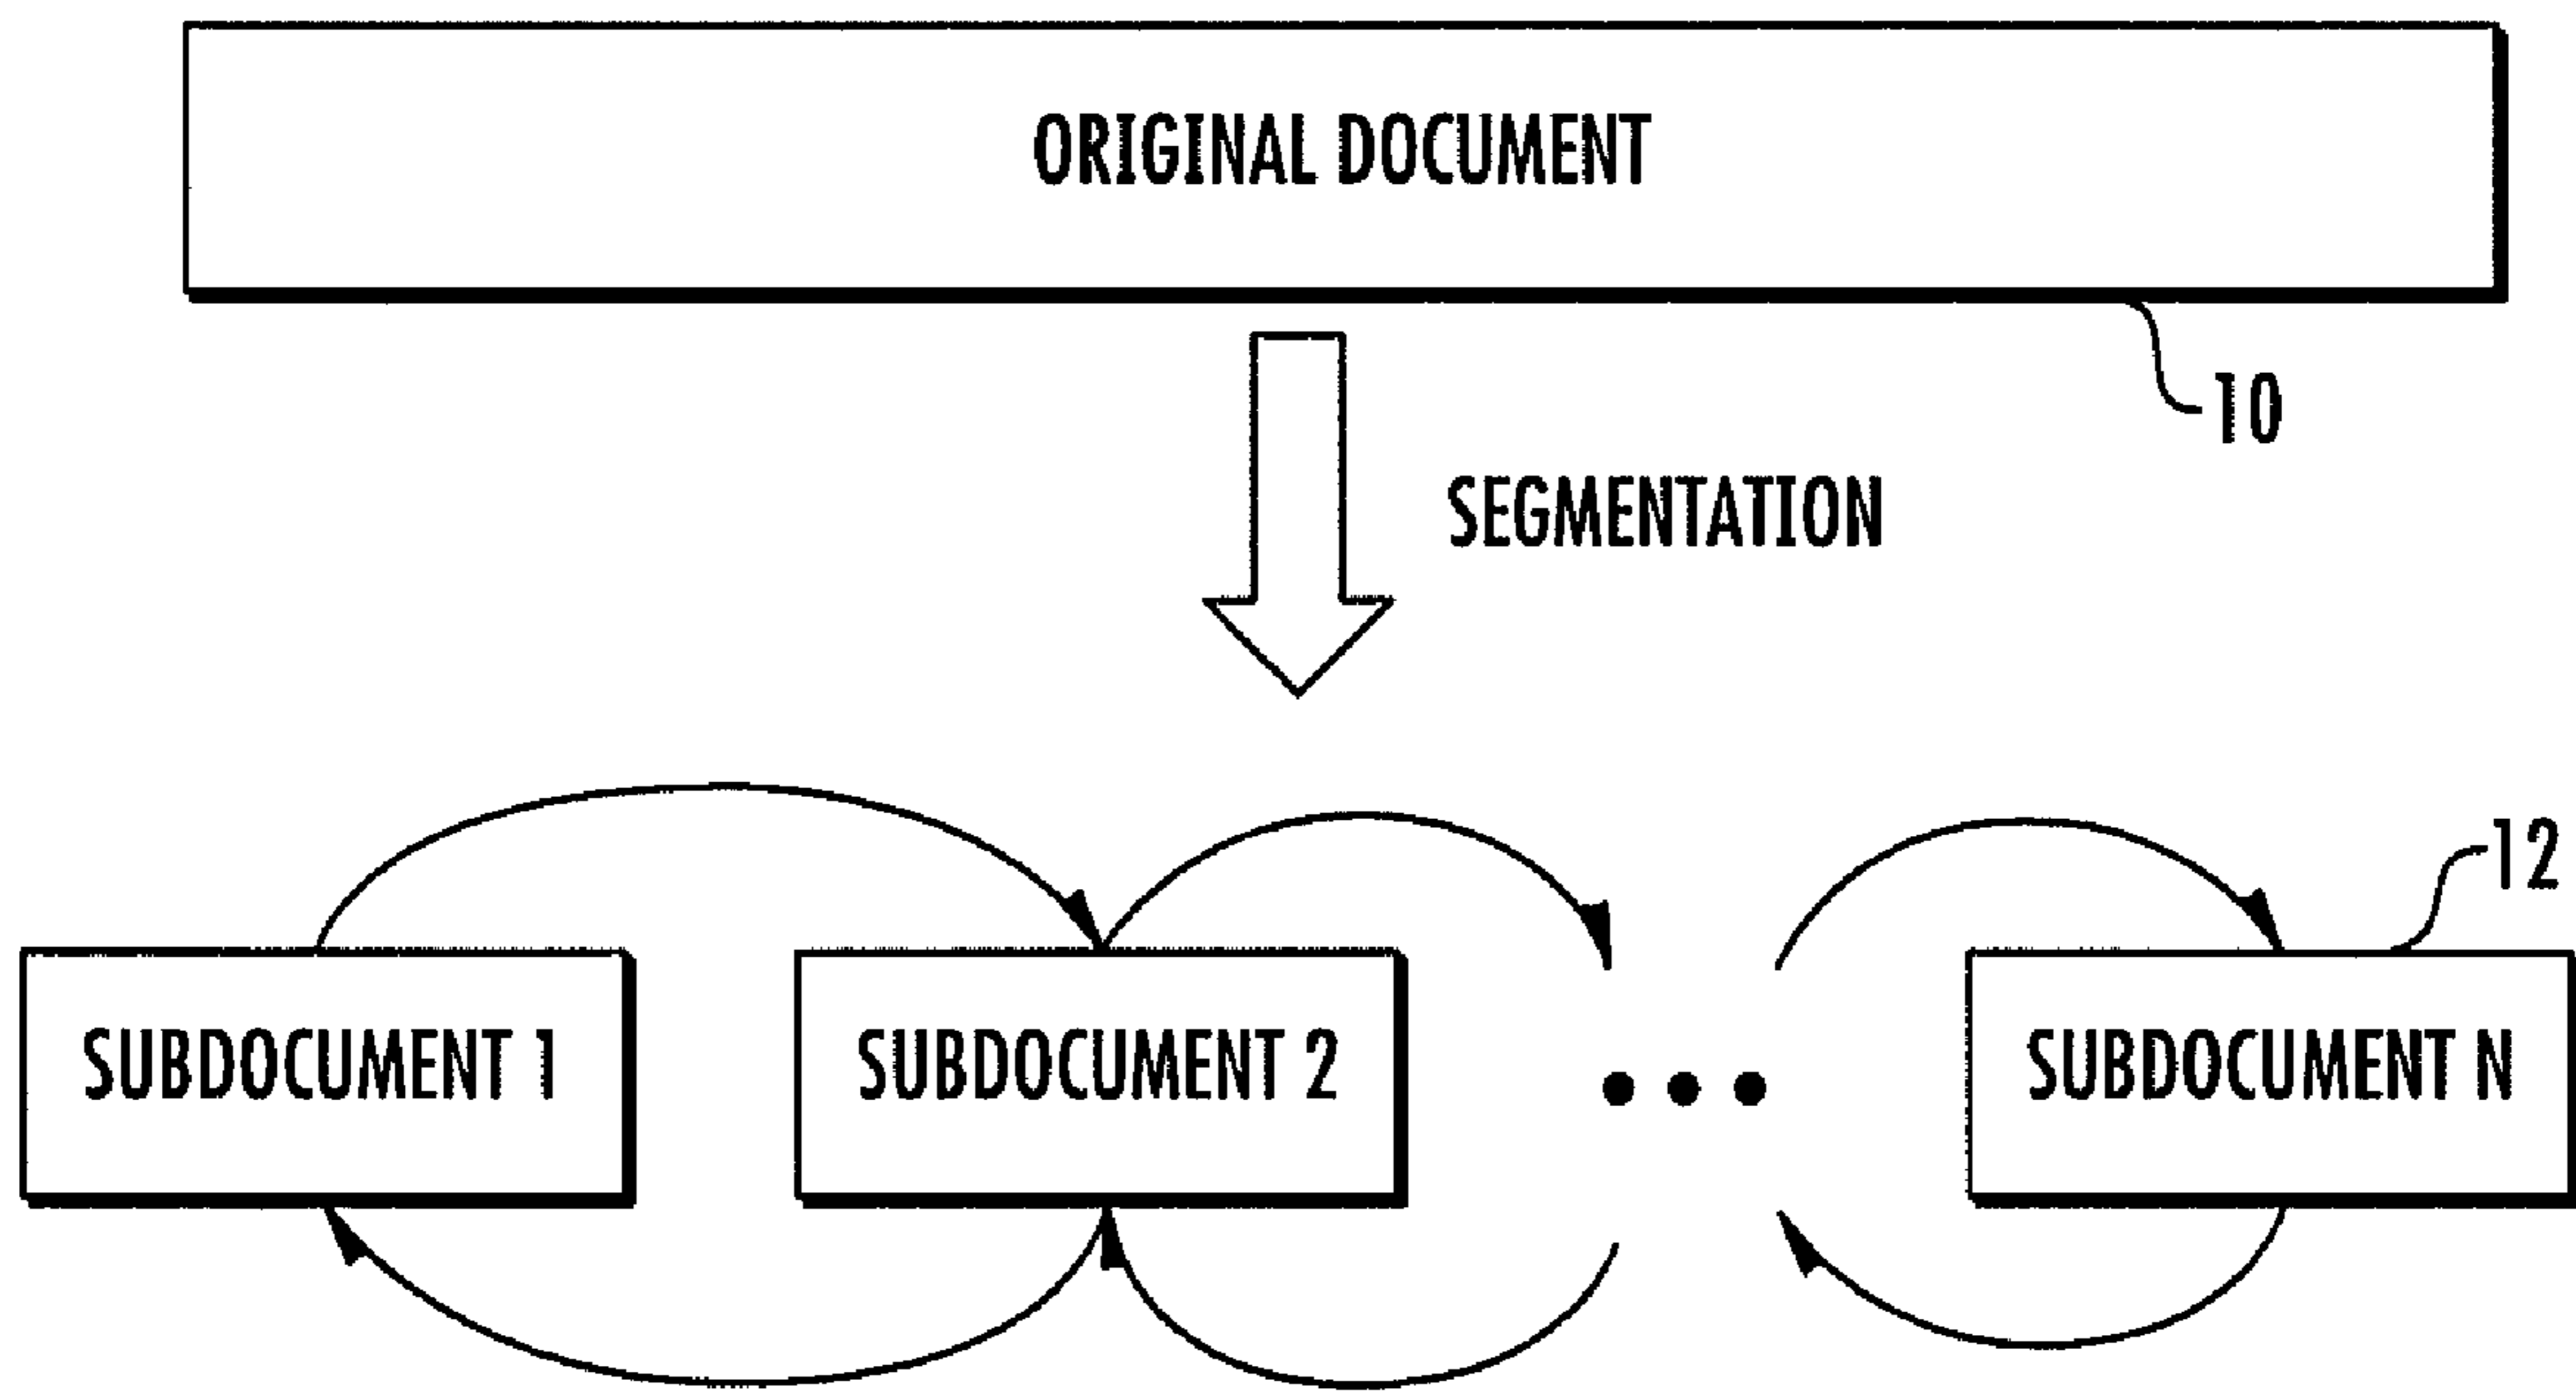 ORIGINAL DOCUMENT
10
SEGMENTATION
12
SUBDOCUMENT 1
SUBDOCUMENT 2
SUBDOCUMENT N